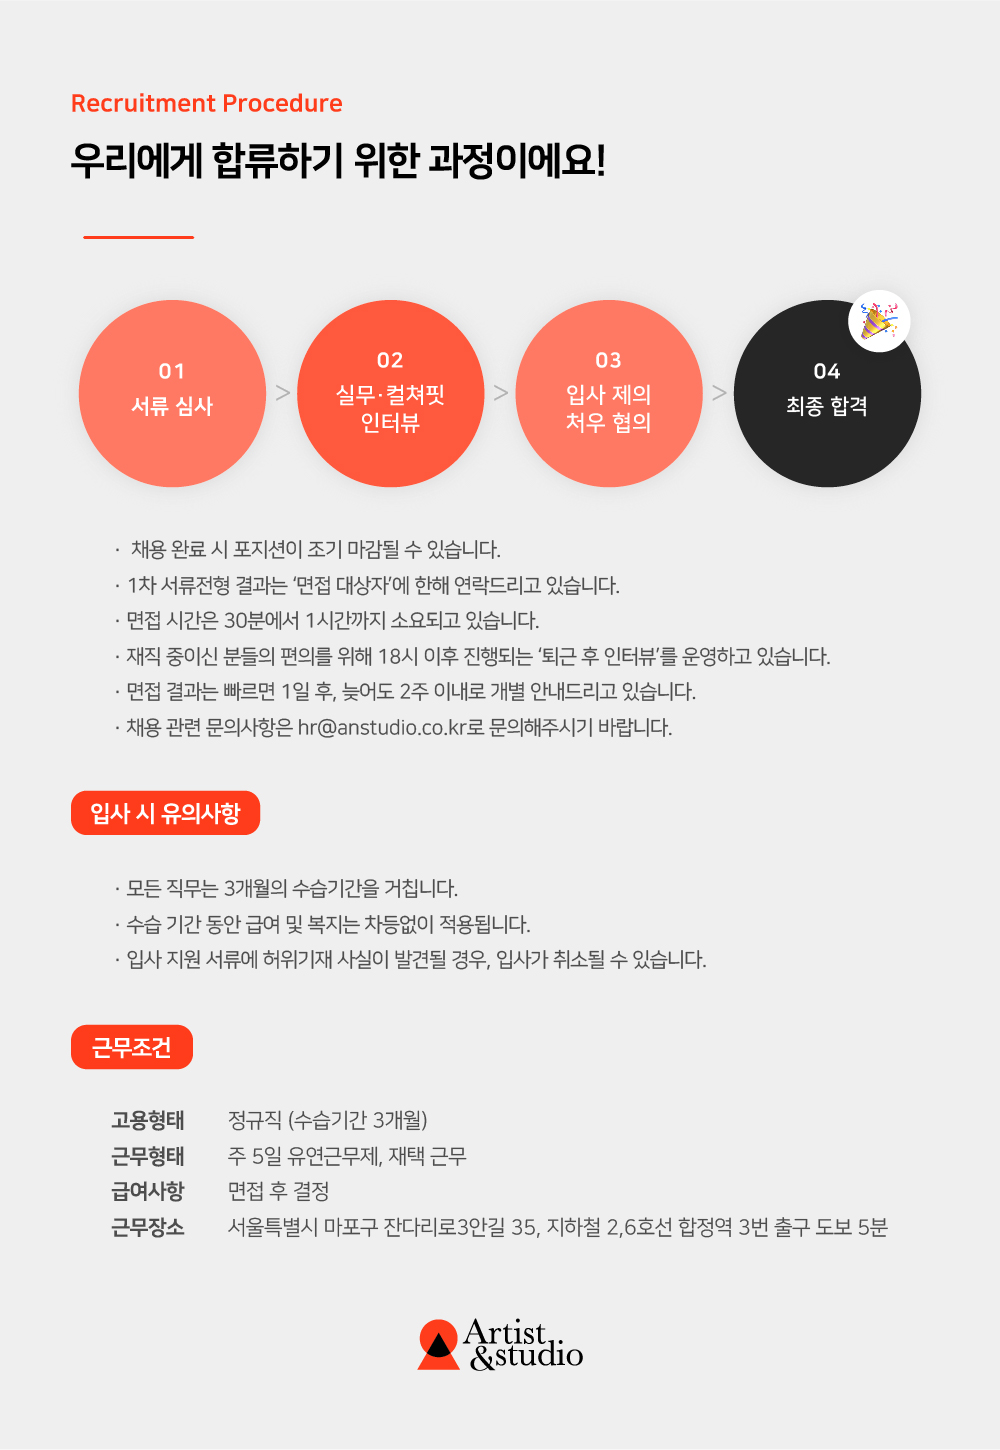 Recruitment Procedure
우리에게 합류하기 위한 과정이에요!
01
서류 심사
>
02
실무·컬쳐핏
인터뷰
>
03
입사 제의
처우 협의
>
04
최종 합격
· 채용 완료 시 포지션이 조기 마감될 수 있습니다.
· 1차 서류전형 결과는 ‘면접 대상자’에 한해 연락드리고 있습니다.
· 면접 시간은 30분에서 1시간까지 소요되고 있습니다.
· 재직 중이신 분들의 편의를 위해 18시 이후 진행되는 ‘퇴근 후 인터뷰’를 운영하고 있습니다.
· 면접 결과는 빠르면 1일 후, 늦어도 2주 이내로 개별 안내드리고 있습니다.
· 채용 관련 문의사항은 hr@anstudio.co.kr로 문의해주시기 바랍니다.
입사 시 유의사항
· 모든 직무는 3개월의 수습기간을 거칩니다.
· 수습 기간 동안 급여 및 복지는 차등없이 적용됩니다.
· 입사 지원 서류에 허위기재 사실이 발견될 경우, 입사가 취소될 수 있습니다.
근무조건
고용형태 정규직 (수습기간 3개월)
근무형태 주 5일 유연근무제, 재택 근무
급여사항 면접 후 결정
근무장소 서울특별시 마포구 잔다리로3안길 35, 지하철 2,6호선 합정역 3번 출구 도보 5분
Artist
&studio